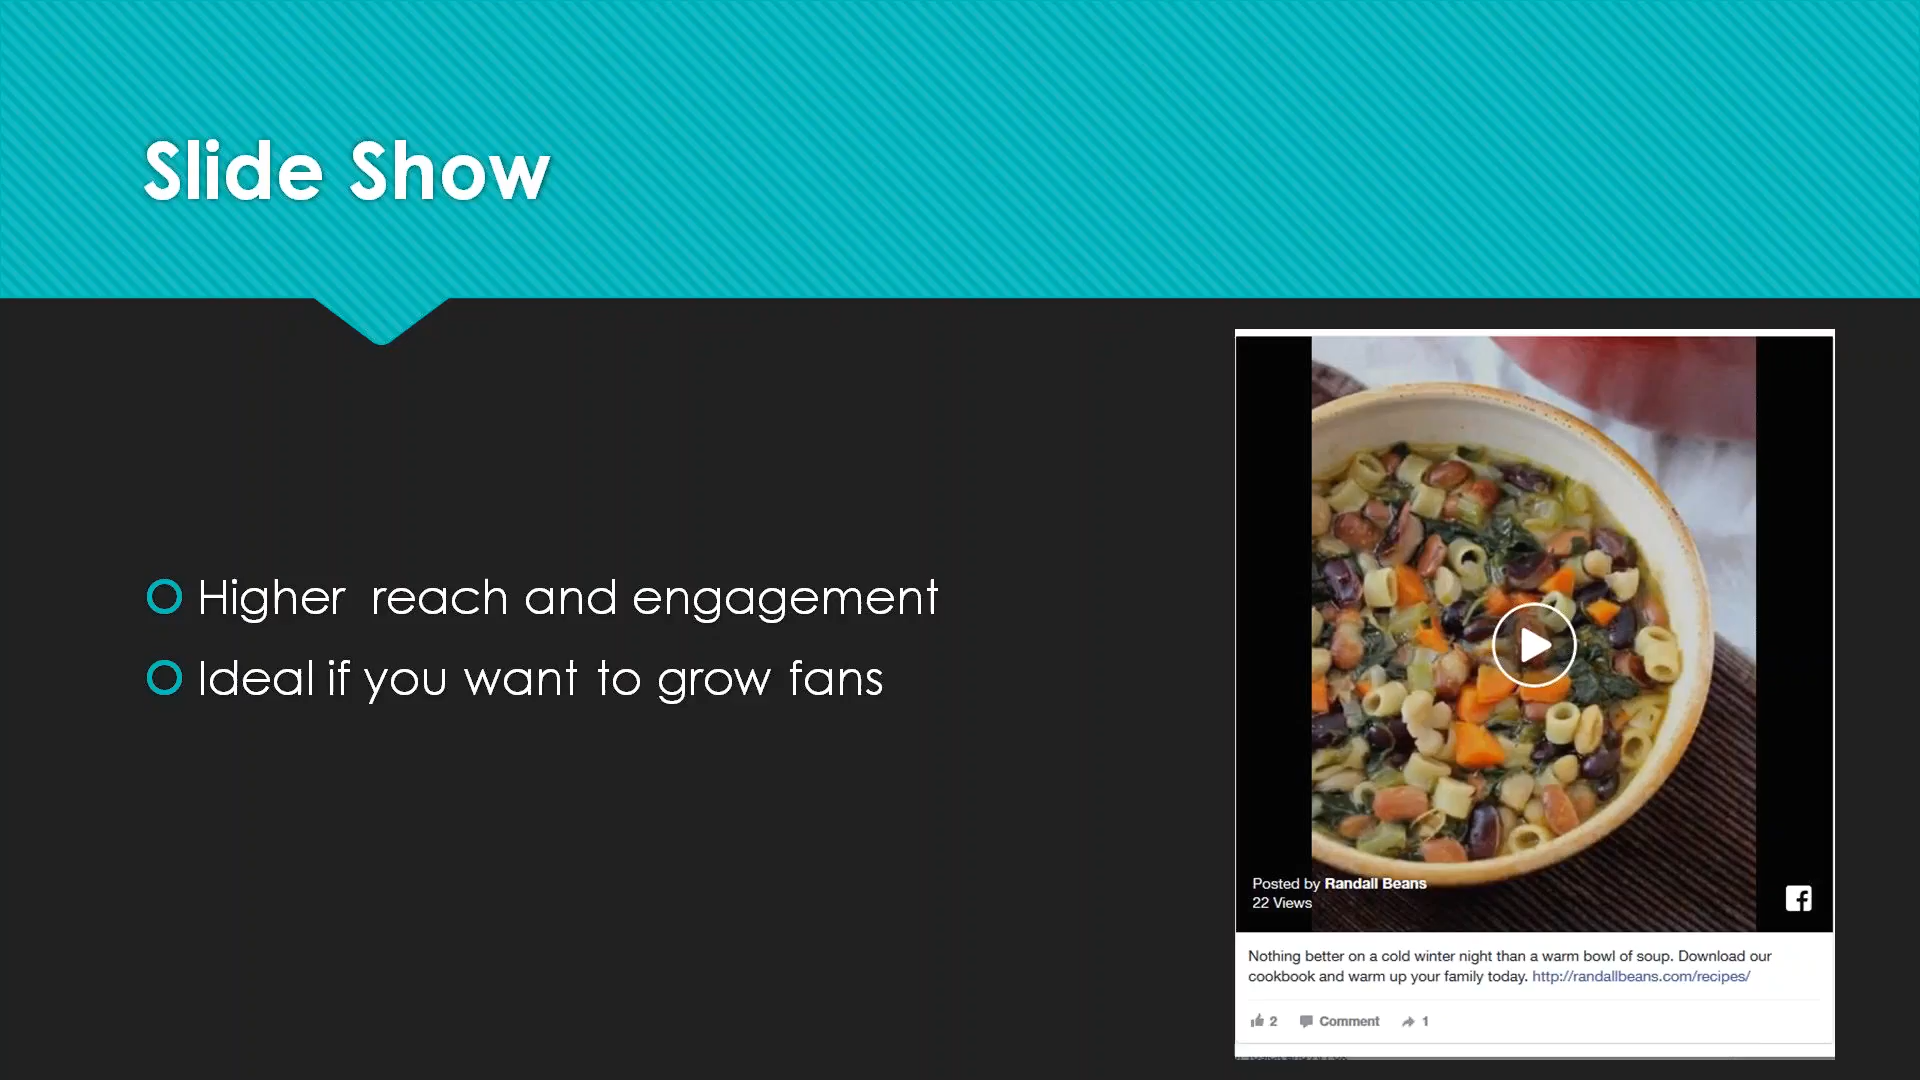 Slide Show
Higher reach and engagement
Ideal if you want to grow fans
Posted by Randall Beans
22 Views
Nothing better on a cold winter night than a warm bowl of soup. Download our
cookbook and warm up your family today. http://randallbeans.com/recipes/
2 Comment 1